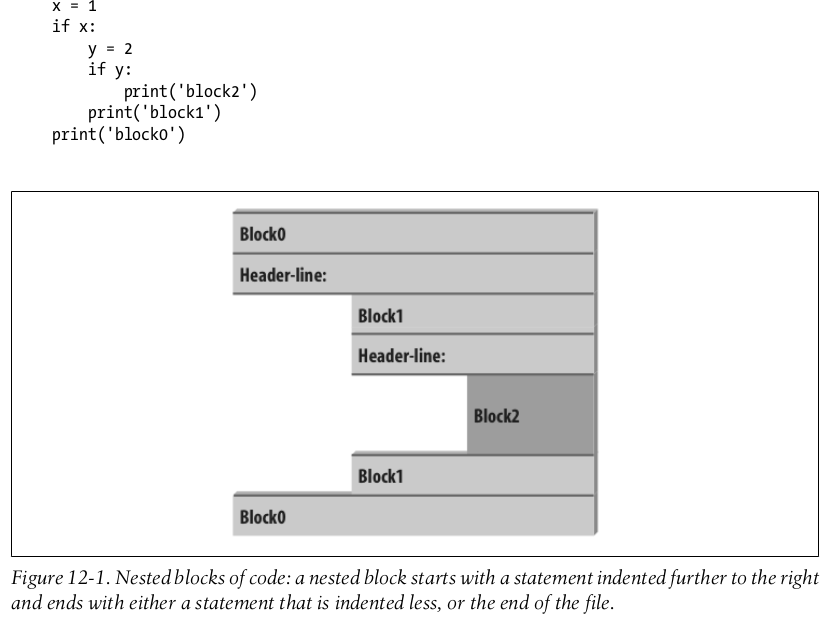 x = 1
if x:
    y = 2
    if y:
        print('block2')
    print('block1')
print('block0')
Block0
Header-line:
Block1
Header-line:
Block2
Block1
Block0
Figure 12-1. Nested blocks of code: a nested block starts with a statement indented further to the right
and ends with either a statement that is indented less, or the end of the file.